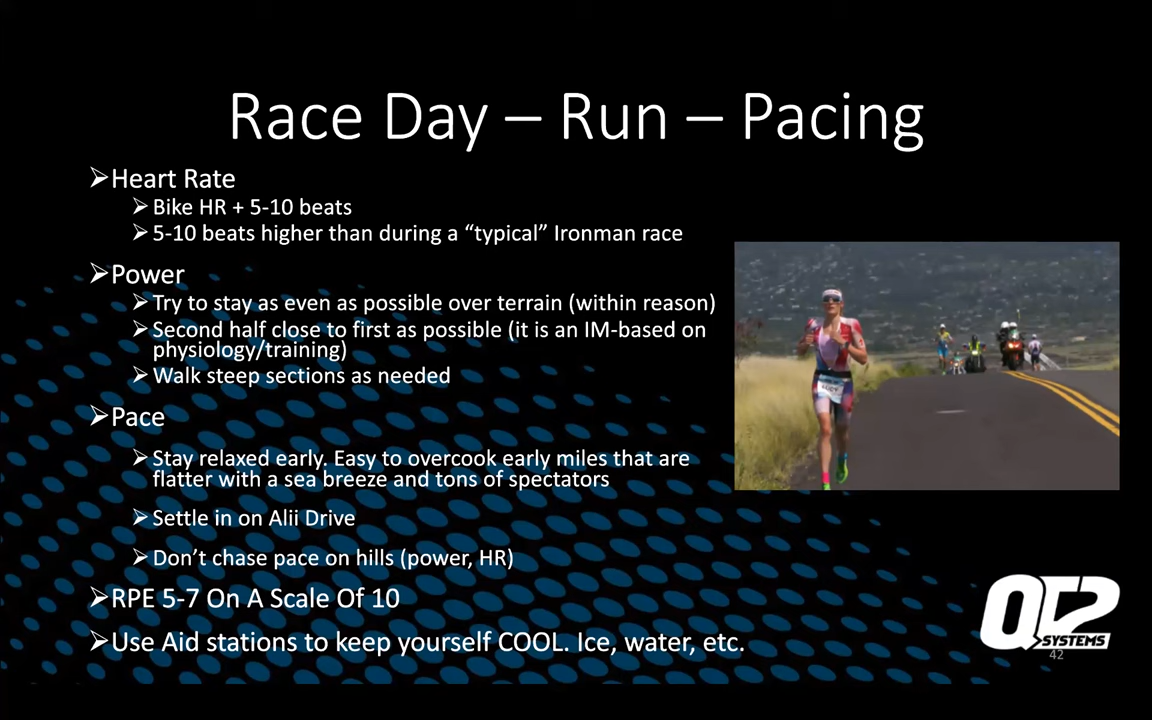 Race Day – Run – Pacing
➢Heart Rate
➢Bike HR + 5-10 beats
➢5-10 beats higher than during a “typical” Ironman race
➢Power
➢Try to stay as even as possible over terrain (within reason)
➢Second half close to first as possible (it is an IM-based on
physiology/training)
➢Walk steep sections as needed
➢Pace
➢Stay relaxed early. Easy to overcook early miles that are
flatter with a sea breeze and tons of spectators
➢Settle in on Alii Drive
➢Don’t chase pace on hills (power, HR)
➢RPE 5-7 On A Scale Of 10
➢Use Aid stations to keep yourself COOL. Ice, water, etc.
QT2
SYSTEMS
42